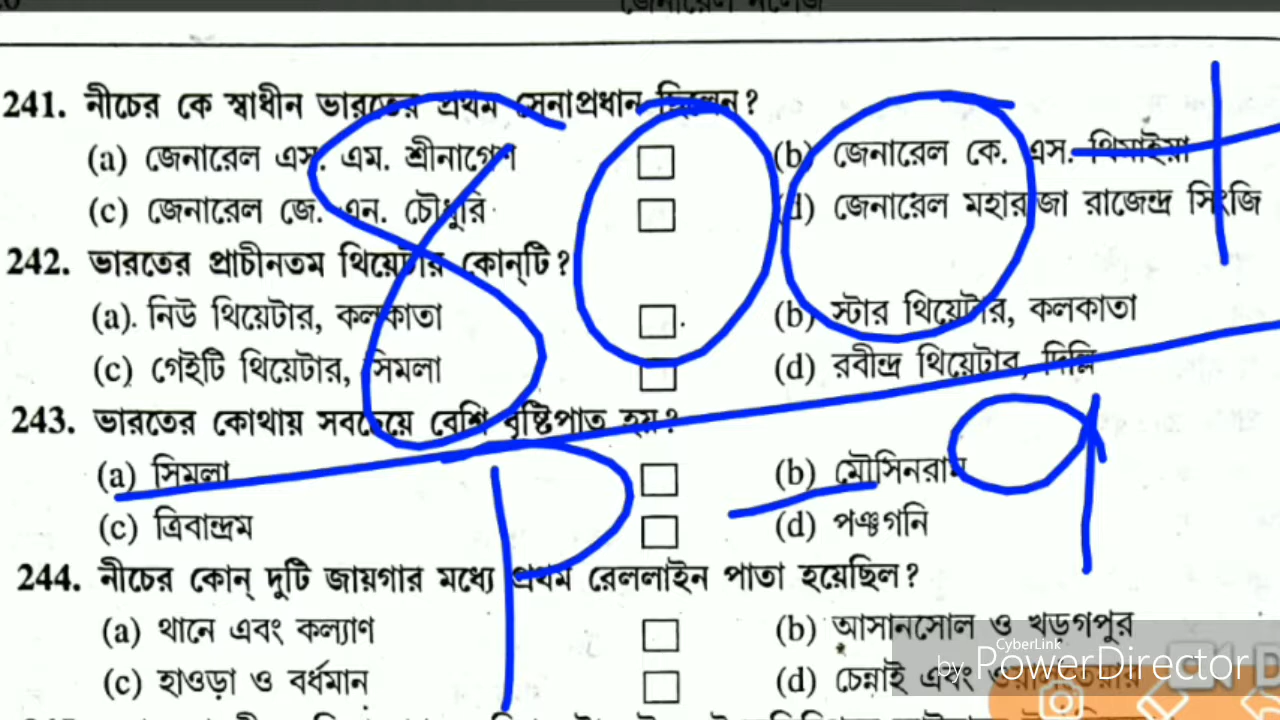 জেনারেল নলেজ
241. নীচের কে স্বাধীন ভারতের প্রথম সেনাপ্রধান ছিলেন?
(a) জেনারেল এস. এম. শ্রীনাগেশ (b) জেনারেল কে. এস. থিমাইয়া
(c) জেনারেল জে. এন. চৌধুরি (d) জেনারেল মহারাজা রাজেন্দ্র সিংজি
242. ভারতের প্রাচীনতম থিয়েটার কোন্‌টি?
(a). নিউ থিয়েটার, কলকাতা (b) স্টার থিয়েটার, কলকাতা
(c) গেইটি থিয়েটার, সিমলা (d) রবীন্দ্র থিয়েটার, দিল্লি
243. ভারতের কোথায় সবচেয়ে বেশি বৃষ্টিপাত হয়?
(a) সিমলা (b) মৌসিনরাম
(c) ত্রিবান্দ্রম (d) পঞ্চগনি
244. নীচের কোন্ দুটি জায়গার মধ্যে প্রথম রেললাইন পাতা হয়েছিল?
(a) থানে এবং কল্যাণ (b) আসানসোল ও খড়গপুর
(c) হাওড়া ও বর্ধমান (d) চেন্নাই এবং
800+
P-9
CyberLink
by PowerDirector